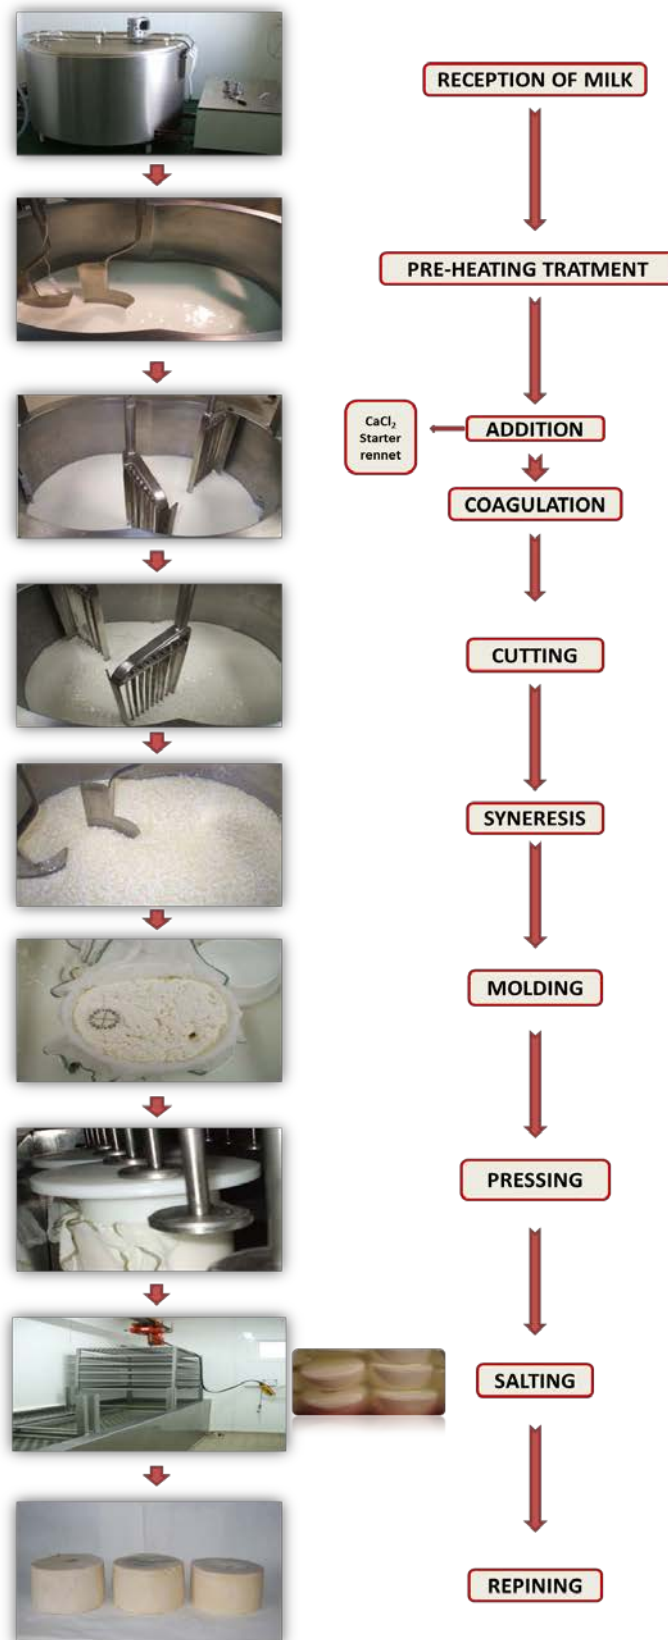 RECEPTION OF MILK
PRE-HEATING TRATMENT
CaCl₂
Starter
rennet
ADDITION
COAGULATION
CUTTING
SYNERESIS
MOLDING
PRESSING
SALTING
REPINING